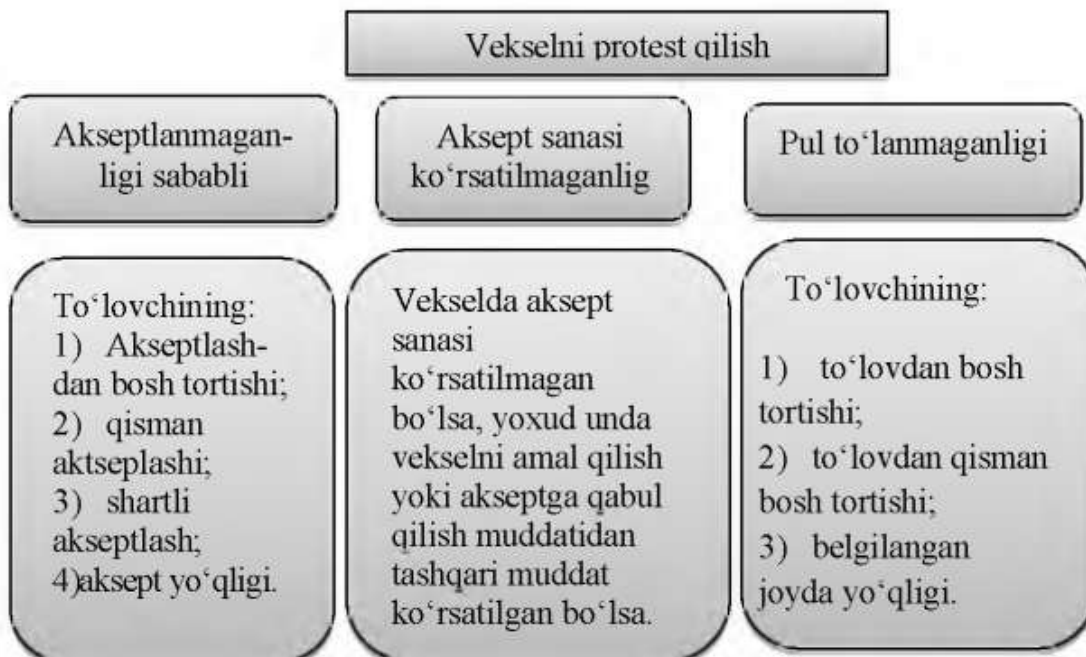 Vekselni protest qilish
Akseptlanmagan-
ligi sababli
Aksept sanasi
ko‘rsatilmaganlig
Pul to‘lanmaganligi
To‘lovchining:
1) Akseptlash-
dan bosh tortishi;
2) qisman
aktseplashi;
3) shartli
akseptlash;
4)aksept yo‘qligi.
Vekselda aksept
sanasi
ko‘rsatilmagan
bo‘lsa, yoxud unda
vekselni amal qilish
yoki akseptga qabul
qilish muddatidan
tashqari muddat
ko‘rsatilgan bo‘lsa.
To‘lovchining:
1) to‘lovdan bosh
tortishi;
2) to‘lovdan qisman
bosh tortishi;
3) belgilangan
joyda yo‘qligi.